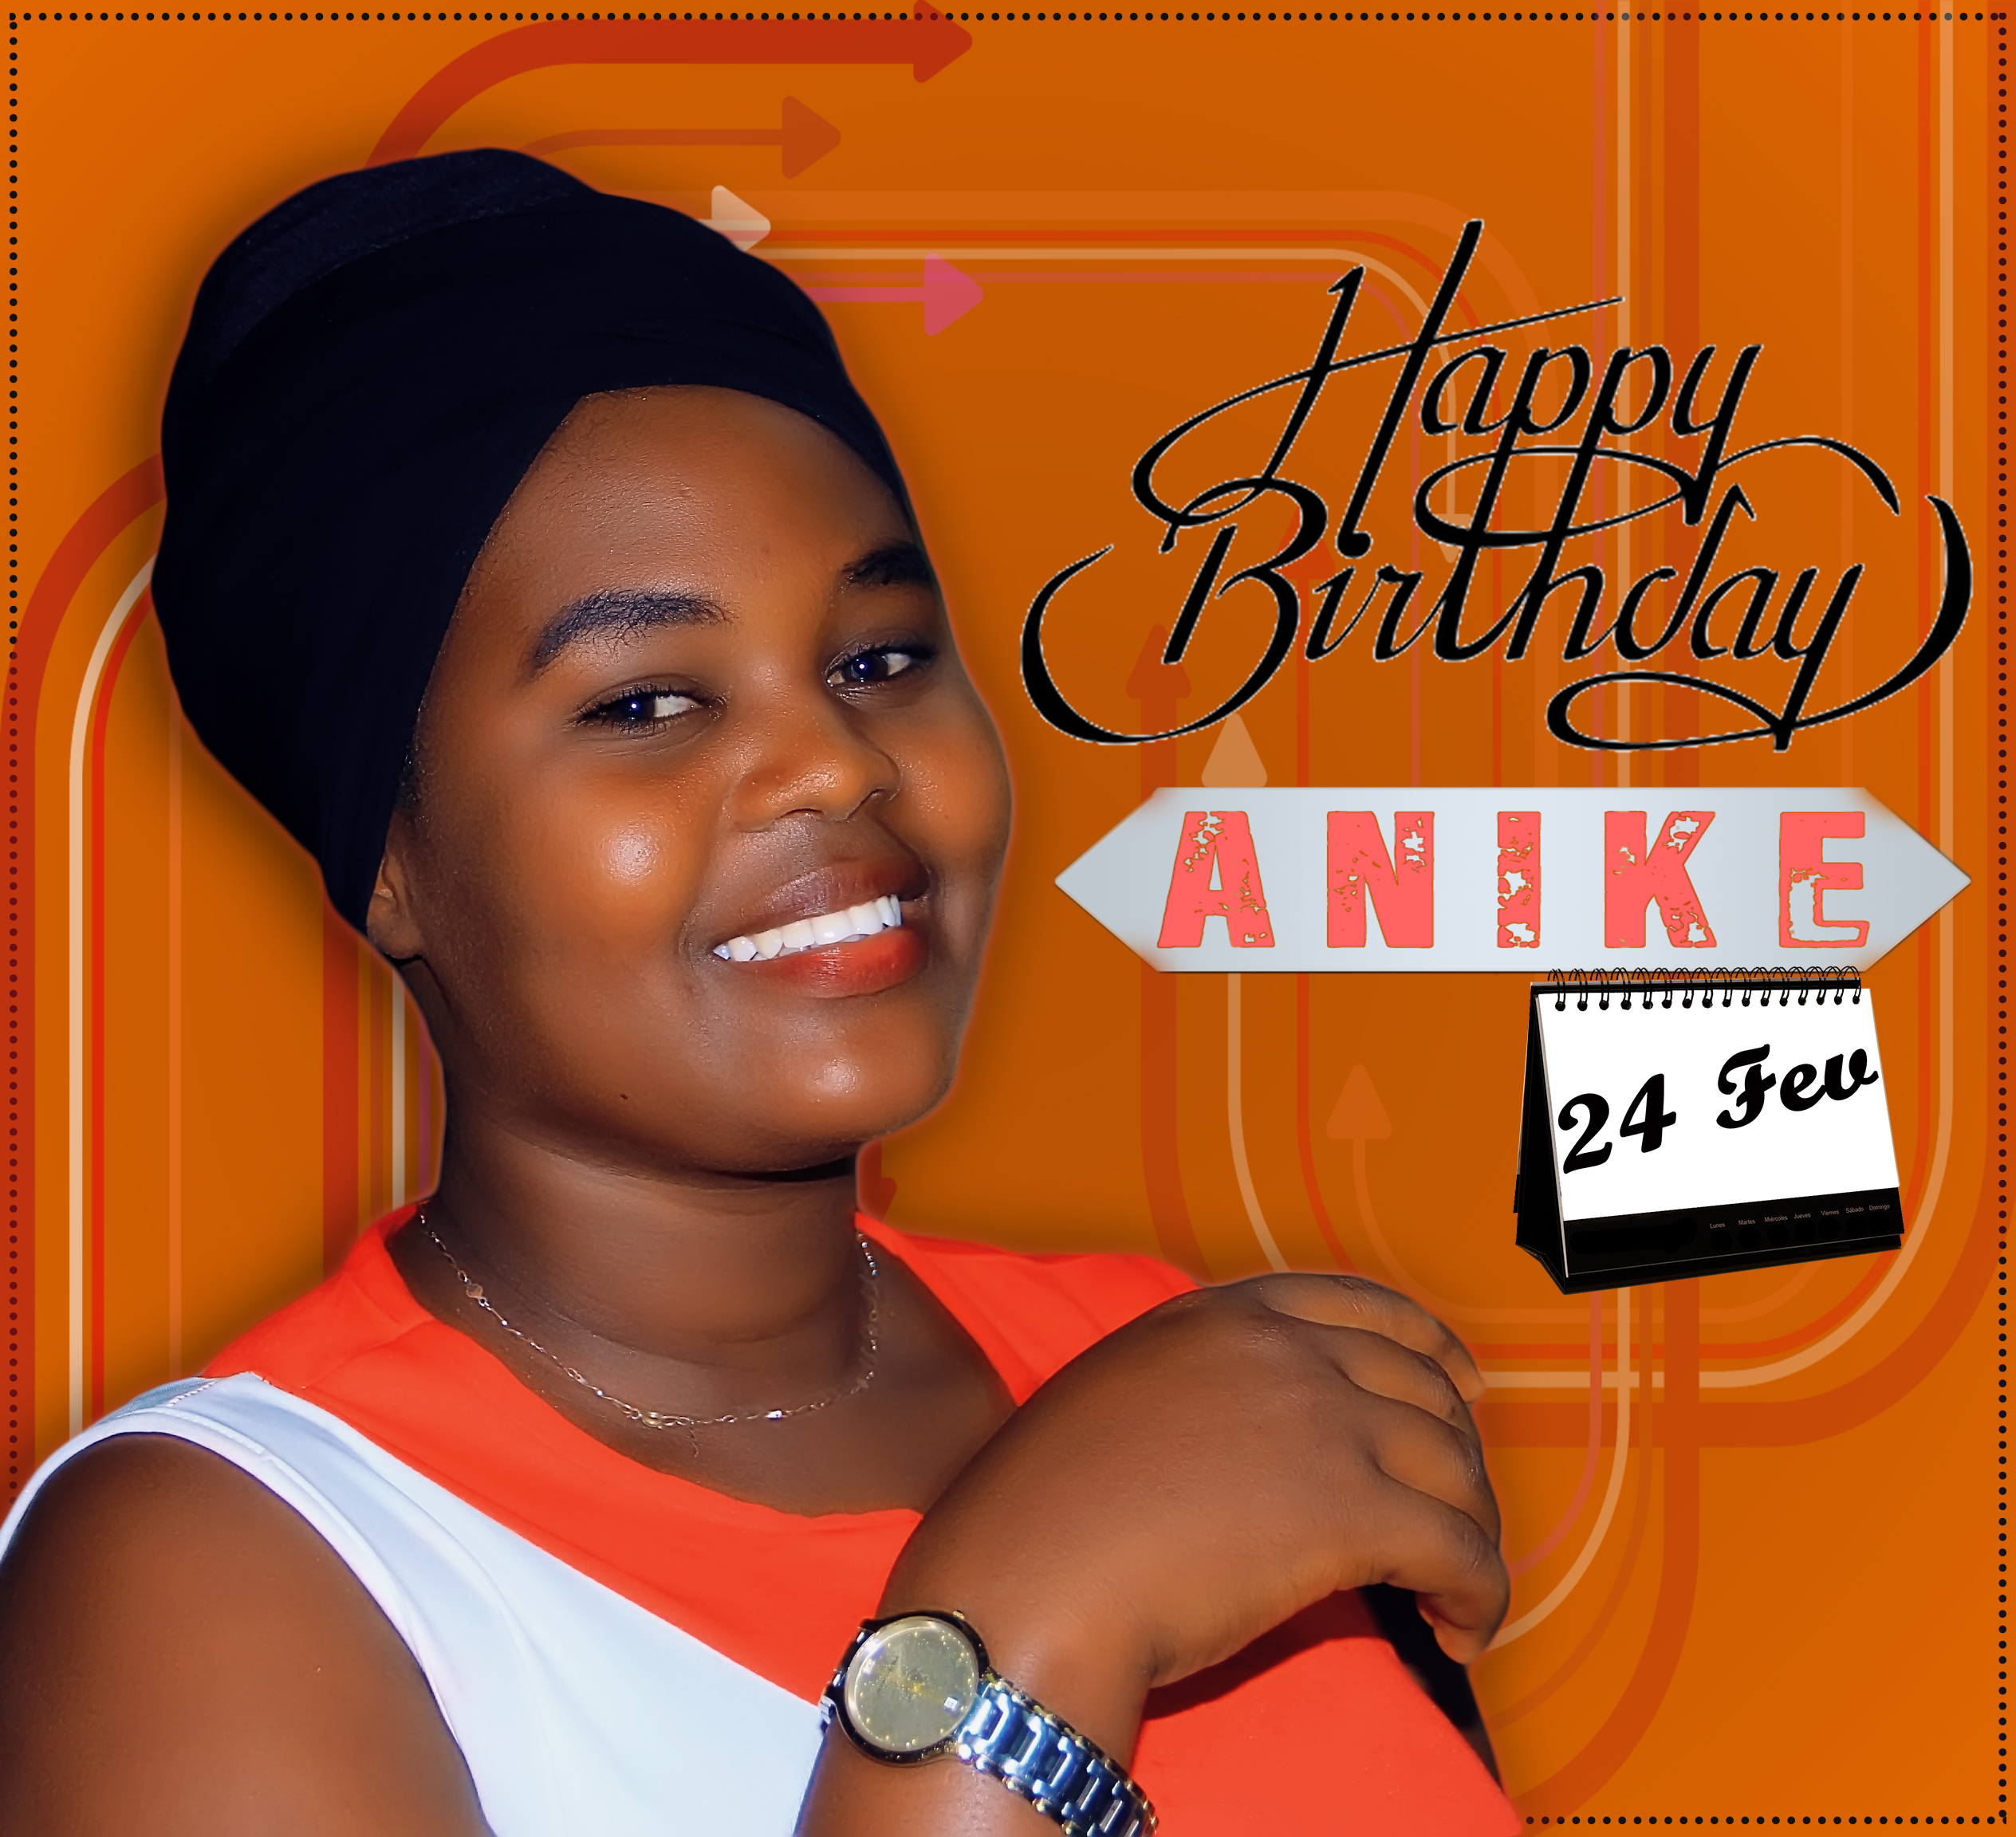 Happy
Birthday
ANIKE
24 Fev
Lunes Martes Miércoles Jueves Viernes Sábado Domingo